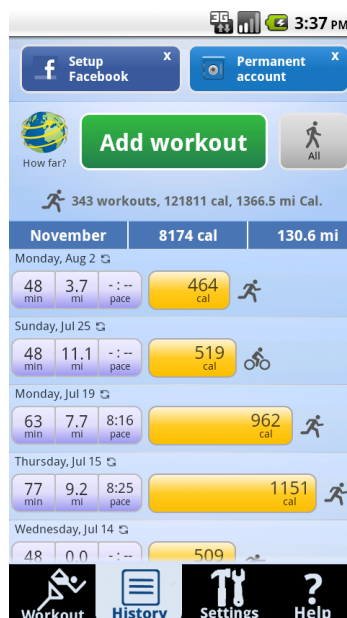 3G 3:37 PM
Setup Facebook x
Permanent account x
How far?
Add workout
All
343 workouts, 121811 cal, 1366.5 mi Cal.
November 8174 cal 130.6 mi
Monday, Aug 2
48 min 3.7 mi - : -- pace 464 cal
Sunday, Jul 25
48 min 11.1 mi - : -- pace 519 cal
Monday, Jul 19
63 min 7.7 mi 8:16 pace 962 cal
Thursday, Jul 15
77 min 9.2 mi 8:25 pace 1151 cal
Wednesday, Jul 14
48 0.0 - : -- 509
Workout History Settings Help